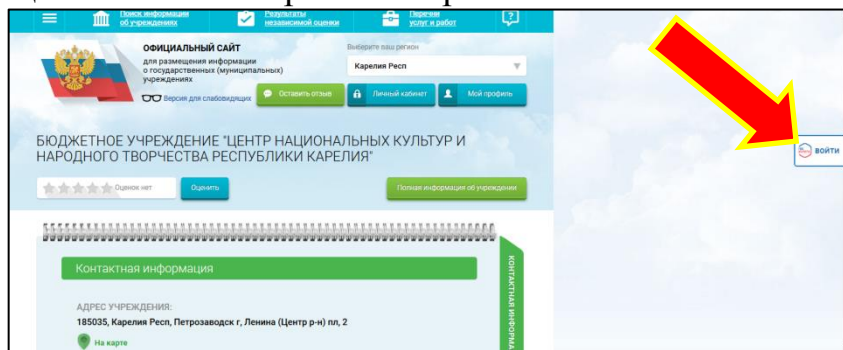 Поиск информации
об учреждениях
Результаты
независимой оценки
Перечни
услуг и работ
ОФИЦИАЛЬНЫЙ САЙТ
для размещения информации
о государственных (муниципальных)
учреждениях
Версия для слабовидящих
Выберите ваш регион
Карелия Респ
Оставить отзыв
Личный кабинет
Мой профиль
БЮДЖЕТНОЕ УЧРЕЖДЕНИЕ "ЦЕНТР НАЦИОНАЛЬНЫХ КУЛЬТУР И
НАРОДНОГО ТВОРЧЕСТВА РЕСПУБЛИКИ КАРЕЛИЯ"
Оценок нет
Оценить
Полная информация об учреждении
ВОЙТИ
Контактная информация
АДРЕС УЧРЕЖДЕНИЯ:
185035, Карелия Респ, Петрозаводск г, Ленина (Центр р-н) пл, 2
На карте
КОНТАКТНАЯ